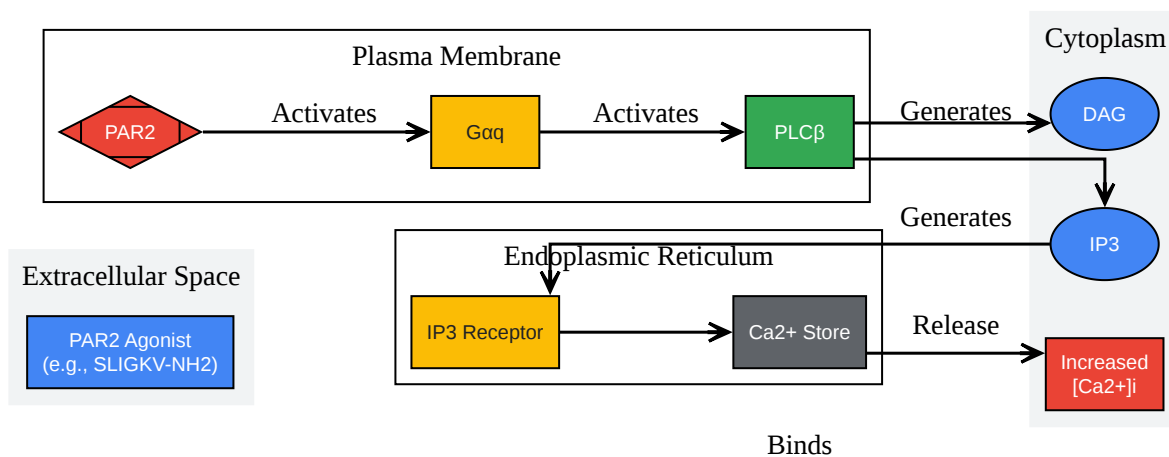 Plasma Membrane
Cytoplasm
PAR2
Activates
Gαq
Activates
PLCβ
Generates
DAG
Generates
IP3
Extracellular Space
PAR2 Agonist
(e.g., SLIGKV-NH2)
Endoplasmic Reticulum
IP3 Receptor
Ca2+ Store
Release
Increased
[Ca2+]i
Binds